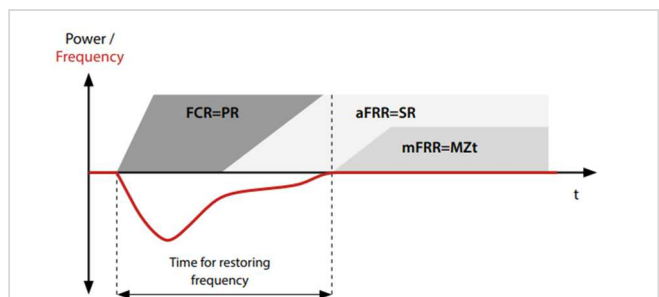 Power /
Frequency
FCR=PR
aFRR=SR
mFRR=MZt
t
Time for restoring
frequency